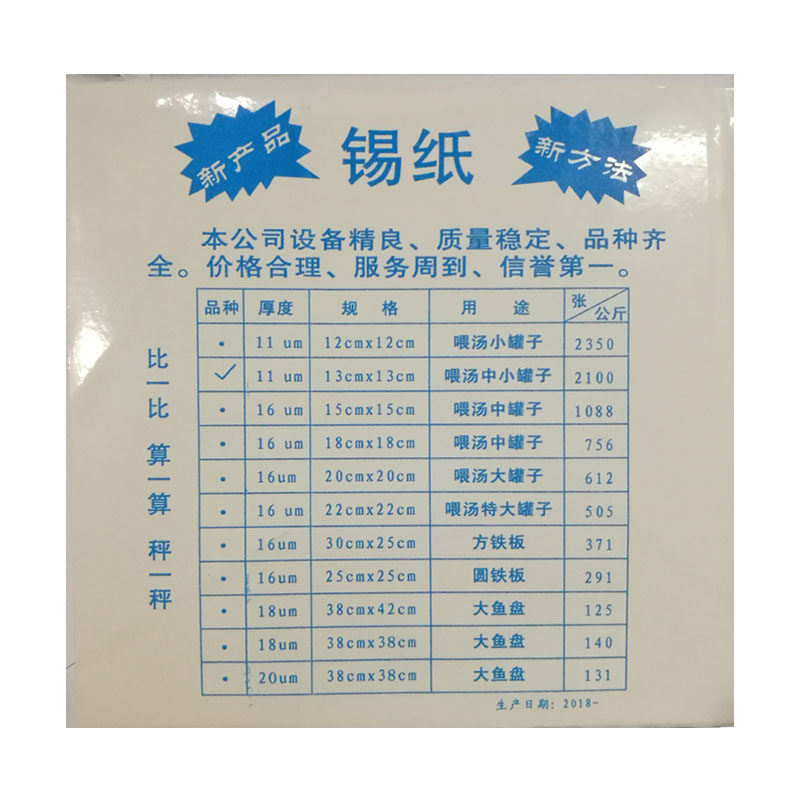 新产品
锡纸
新方法
本公司设备精良、质量稳定、品种齐
全。价格合理、服务周到、信誉第一。
比一比 算一算 秤一秤
品种 厚度 规 格 用 途 张/公斤
· 11 um 12cmx12cm 喂汤小罐子 2350
✓ 11 um 13cmx13cm 喂汤中小罐子 2100
· 16 um 15cmx15cm 喂汤中罐子 1088
· 16 um 18cmx18cm 喂汤中罐子 756
· 16um 20cmx20cm 喂汤大罐子 612
· 16 um 22cmx22cm 喂汤特大罐子 505
· 16um 30cmx25cm 方铁板 371
· 16um 25cmx25cm 圆铁板 291
· 18um 38cmx42cm 大鱼盘 125
· 18um 38cmx38cm 大鱼盘 140
· 20um 38cmx38cm 大鱼盘 131
生产日期: 2018-